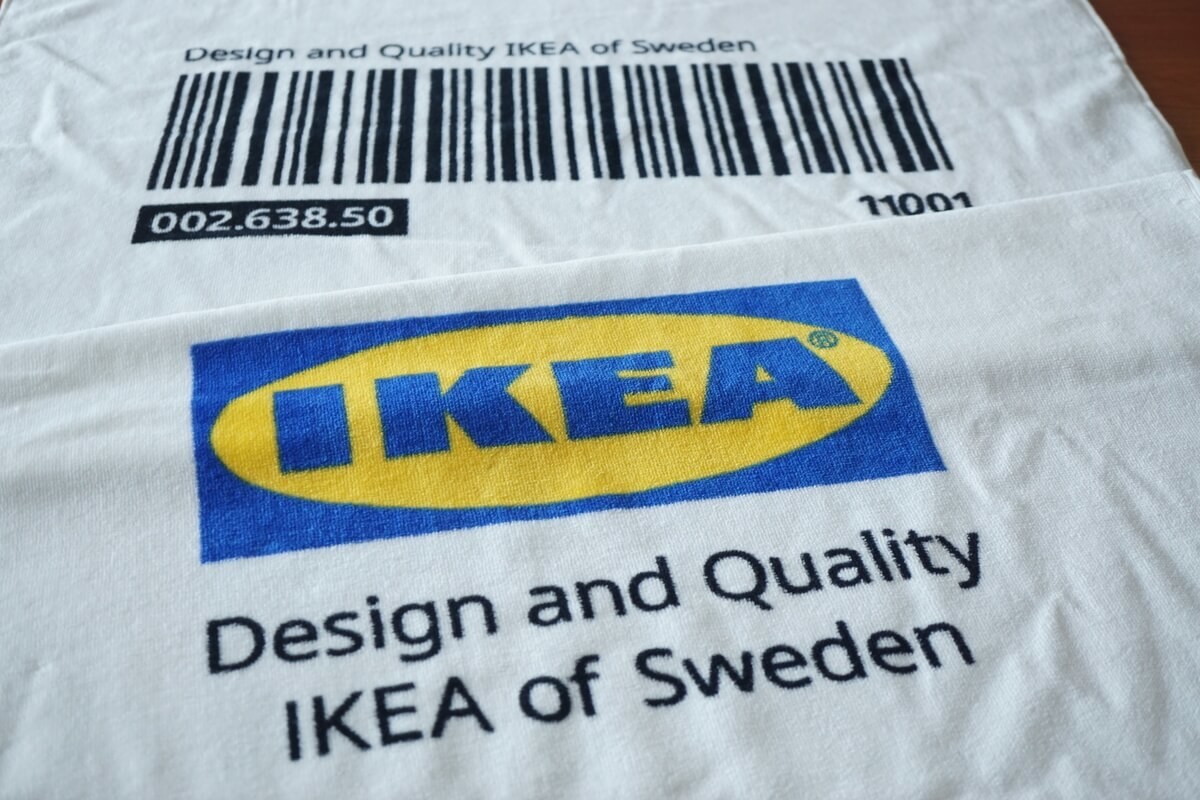 Design and Quality IKEA of Sweden
002.638.50 11001
IKEA®
Design and Quality
IKEA of Sweden